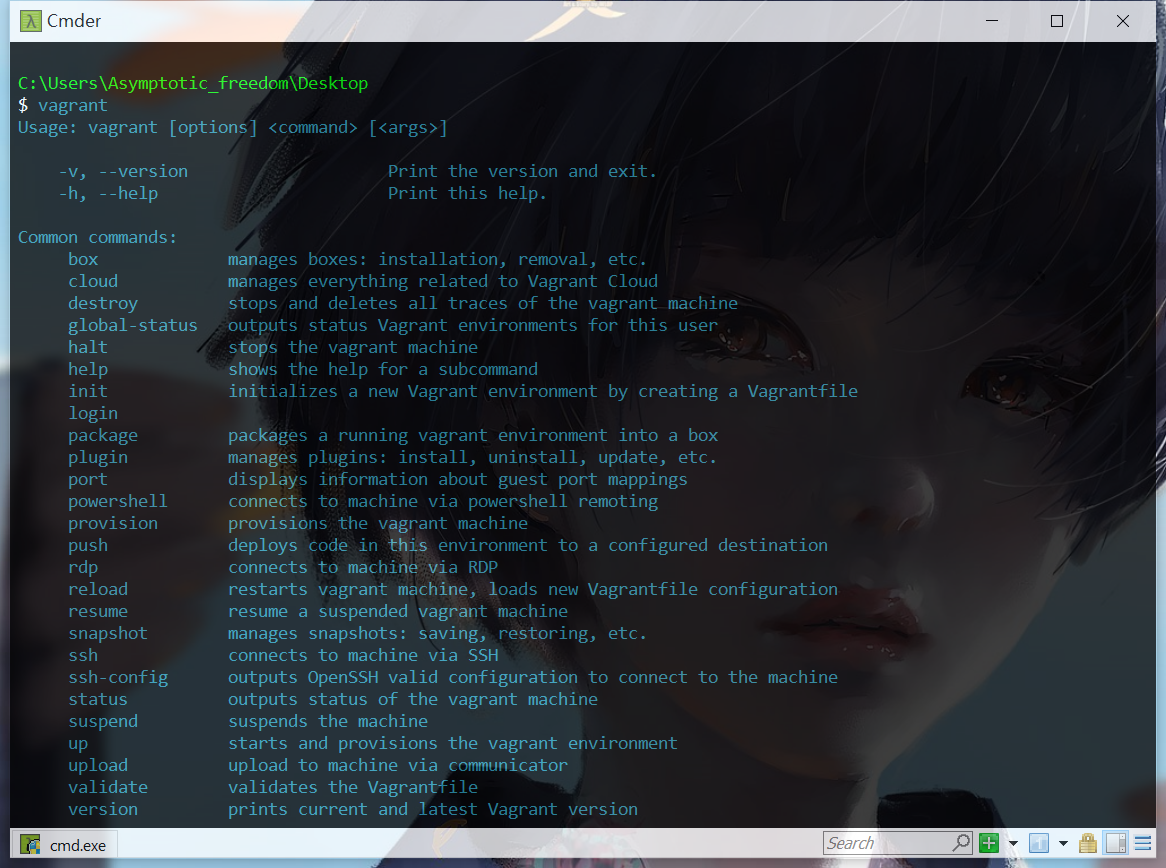 Cmder
C:\Users\Asymptotic_freedom\Desktop
$ vagrant
Usage: vagrant [options] <command> [<args>]
-v, --version                    Print the version and exit.
-h, --help                       Print this help.
Common commands:
box             manages boxes: installation, removal, etc.
cloud           manages everything related to Vagrant Cloud
destroy         stops and deletes all traces of the vagrant machine
global-status   outputs status Vagrant environments for this user
halt            stops the vagrant machine
help            shows the help for a subcommand
init            initializes a new Vagrant environment by creating a Vagrantfile
login
package         packages a running vagrant environment into a box
plugin          manages plugins: install, uninstall, update, etc.
port            displays information about guest port mappings
powershell      connects to machine via powershell remoting
provision       provisions the vagrant machine
push            deploys code in this environment to a configured destination
rdp             connects to machine via RDP
reload          restarts vagrant machine, loads new Vagrantfile configuration
resume          resume a suspended vagrant machine
snapshot        manages snapshots: saving, restoring, etc.
ssh             connects to machine via SSH
ssh-config      outputs OpenSSH valid configuration to connect to the machine
status          outputs status of the vagrant machine
suspend         suspends the machine
up              starts and provisions the vagrant environment
upload          upload to machine via communicator
validate        validates the Vagrantfile
version         prints current and latest Vagrant version
cmd.exe
Search